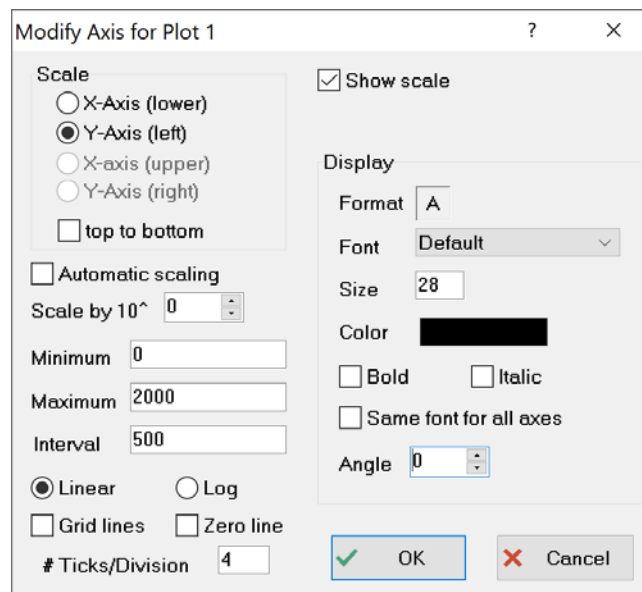 Modify Axis for Plot 1
?
Scale
X-Axis (lower)
Y-Axis (left)
X-axis (upper)
Y-Axis (right)
top to bottom
Automatic scaling
Scale by 10^ 0
Minimum 0
Maximum 2000
Interval 500
Linear Log
Grid lines Zero line
# Ticks/Division 4
Show scale
Display
Format A
Font Default
Size 28
Color
Bold Italic
Same font for all axes
Angle 0
OK Cancel